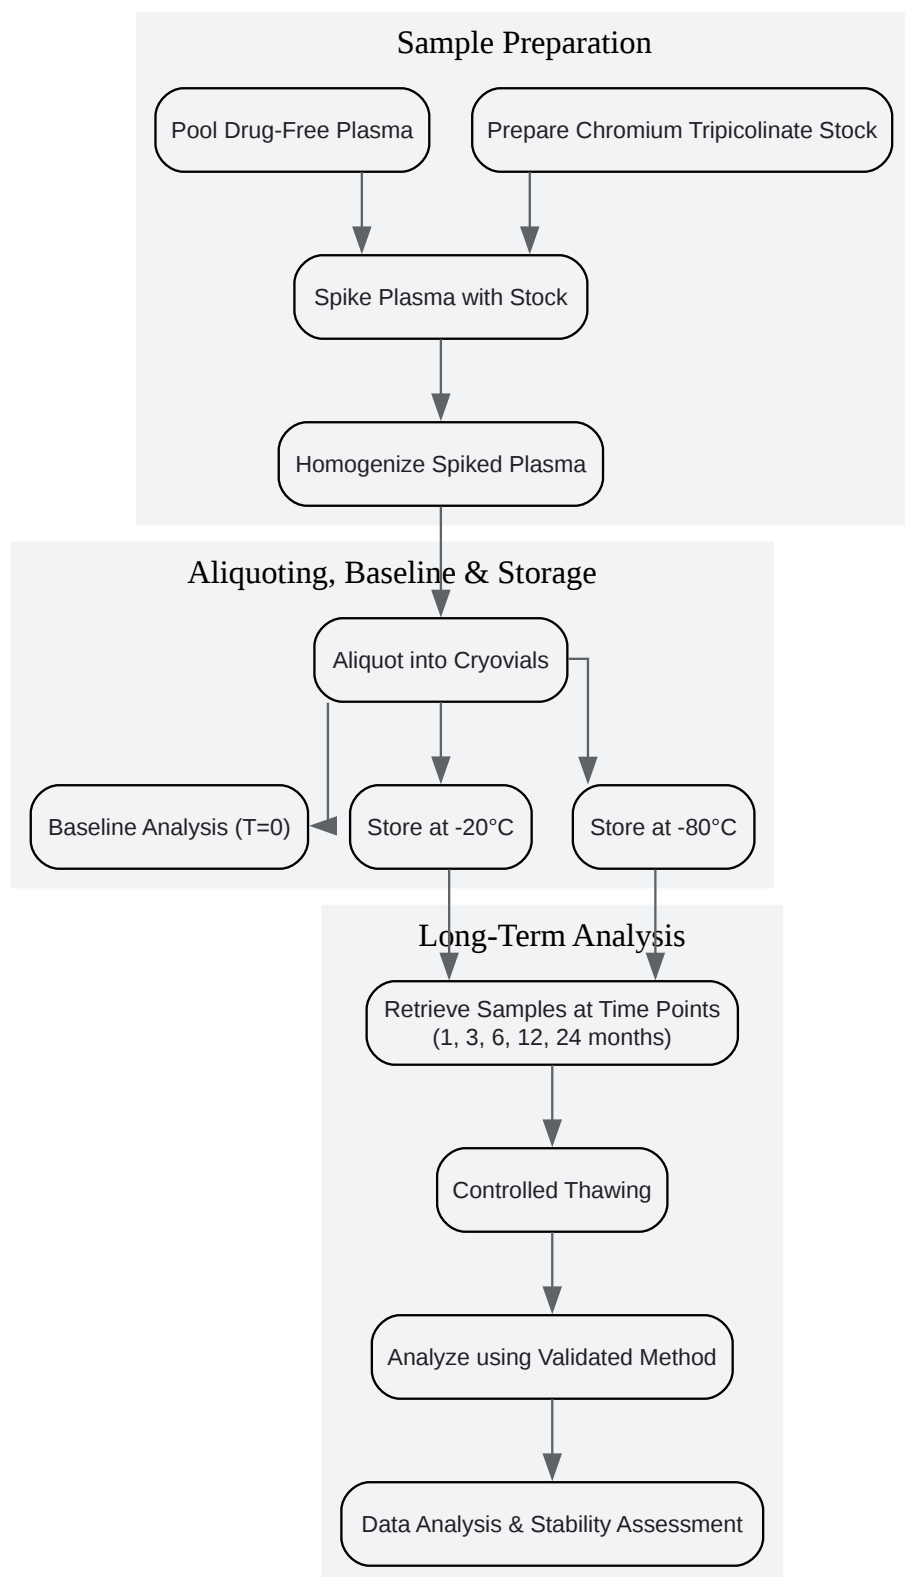 Sample Preparation
Pool Drug-Free Plasma
Prepare Chromium Tripicolinate Stock
Spike Plasma with Stock
Homogenize Spiked Plasma
Aliquoting, Baseline & Storage
Aliquot into Cryovials
Baseline Analysis (T=0)
Store at -20°C
Store at -80°C
Long-Term Analysis
Retrieve Samples at Time Points
(1, 3, 6, 12, 24 months)
Controlled Thawing
Analyze using Validated Method
Data Analysis & Stability Assessment